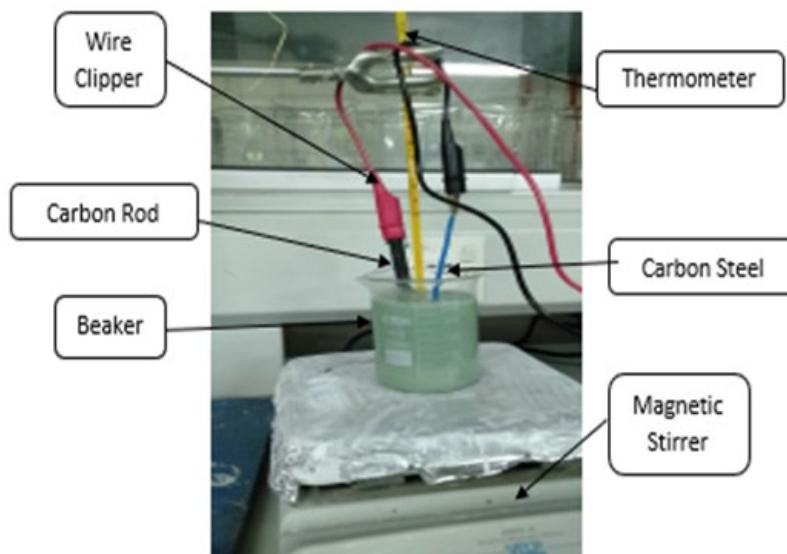 Wire
Clipper
Thermometer
Carbon Rod
Carbon Steel
Beaker
Magnetic
Stirrer